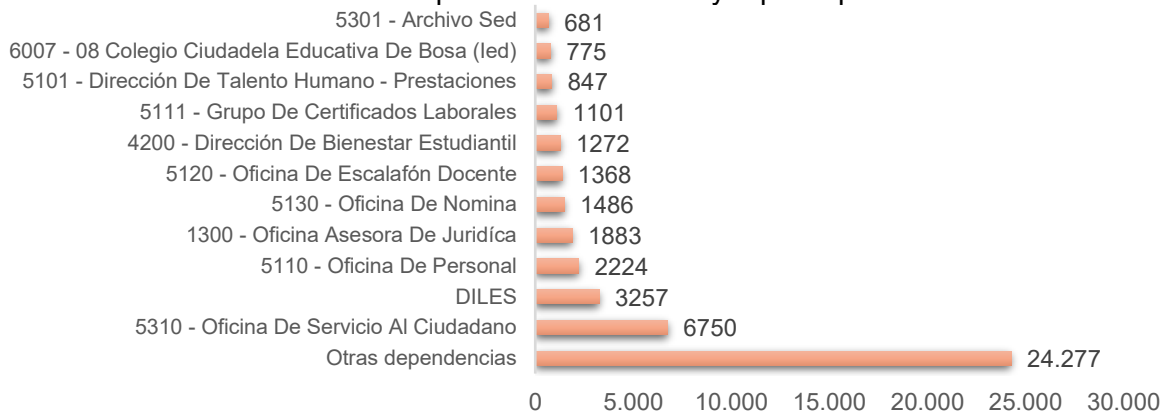 5301 - Archivo Sed 681
6007 - 08 Colegio Ciudadela Educativa De Bosa (Ied) 775
5101 - Dirección De Talento Humano - Prestaciones 847
5111 - Grupo De Certificados Laborales 1101
4200 - Dirección De Bienestar Estudiantil 1272
5120 - Oficina De Escalafón Docente 1368
5130 - Oficina De Nomina 1486
1300 - Oficina Asesora De Juridíca 1883
5110 - Oficina De Personal 2224
DILES 3257
5310 - Oficina De Servicio Al Ciudadano 6750
Otras dependencias 24.277
0 5.000 10.000 15.000 20.000 25.000 30.000